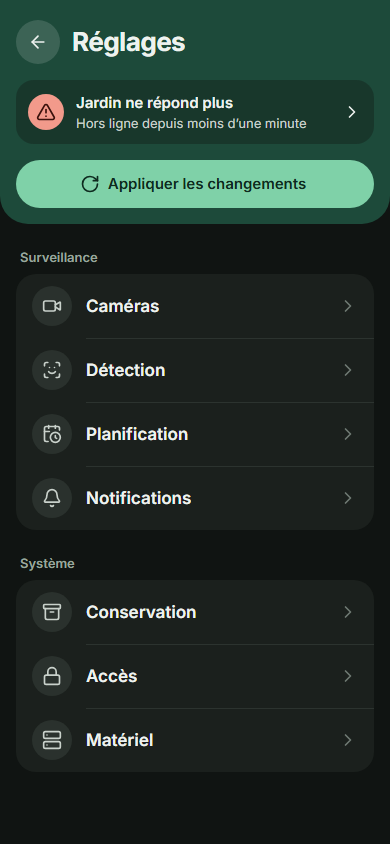 Réglages
Jardin ne répond plus
Hors ligne depuis moins d’une minute
Appliquer les changements
Surveillance
Caméras
Détection
Planification
Notifications
Système
Conservation
Accès
Matériel